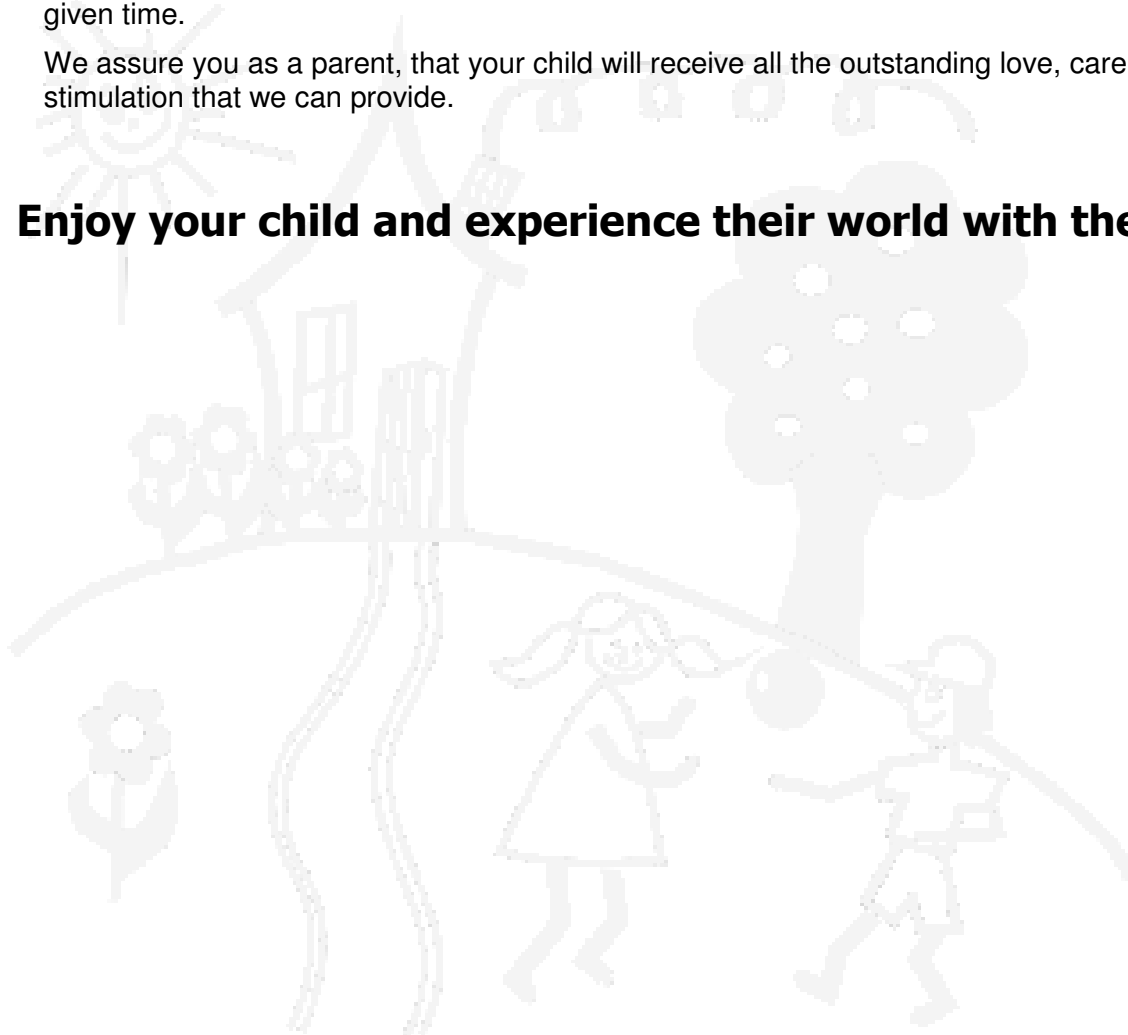 given time.
We assure you as a parent, that your child will receive all the outstanding love, care
stimulation that we can provide.
Enjoy your child and experience their world with the